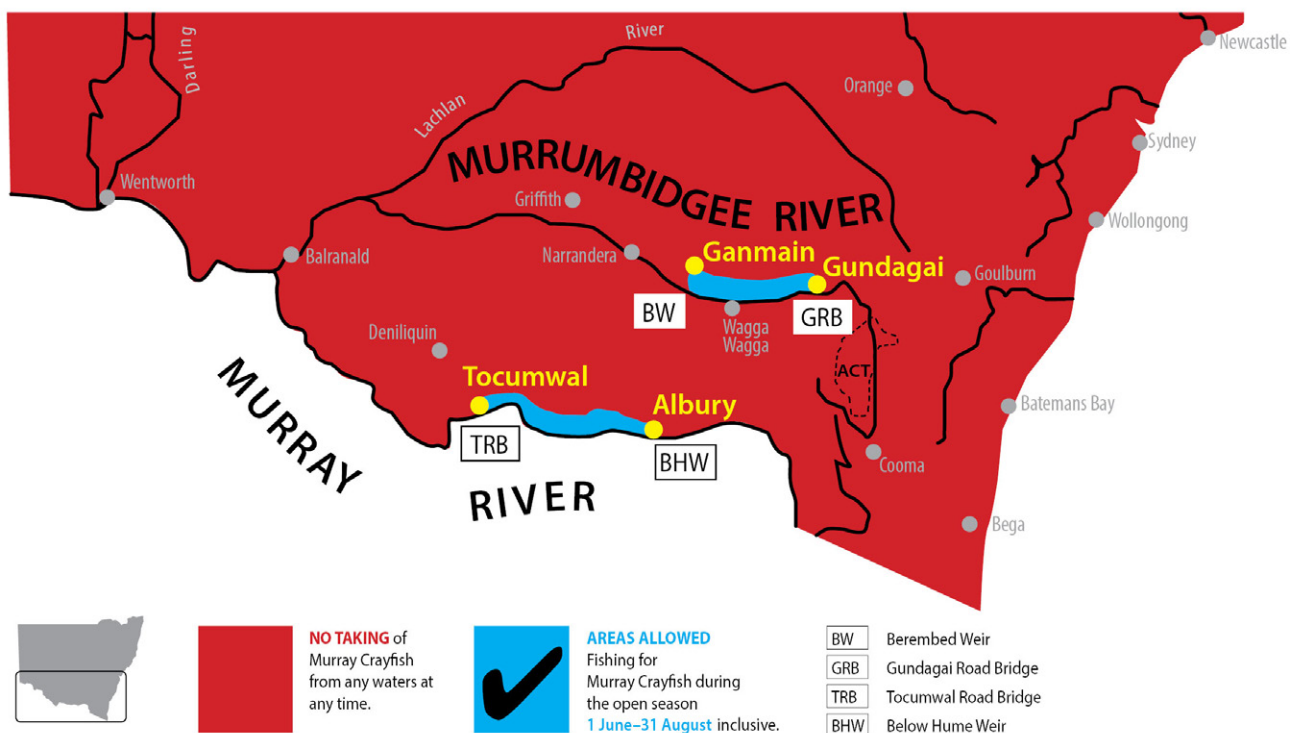 River
Newcastle
Darling
Orange
Lachlan
Sydney
MURRUMBIDGEE RIVER
Wentworth
Griffith
Wollongong
Ganmain
Balranald
Narrandera
Gundagai
Goulburn
BW
GRB
Wagga
Wagga
Deniliquin
ACT
Tocumwal
Albury
Batemans Bay
MURRAY
TRB
BHW
Cooma
RIVER
Bega
NO TAKING of
Murray Crayfish
from any waters at
any time.
AREAS ALLOWED
Fishing for
Murray Crayfish during
the open season
1 June–31 August inclusive.
BW Berembed Weir
GRB Gundagai Road Bridge
TRB Tocumwal Road Bridge
BHW Below Hume Weir